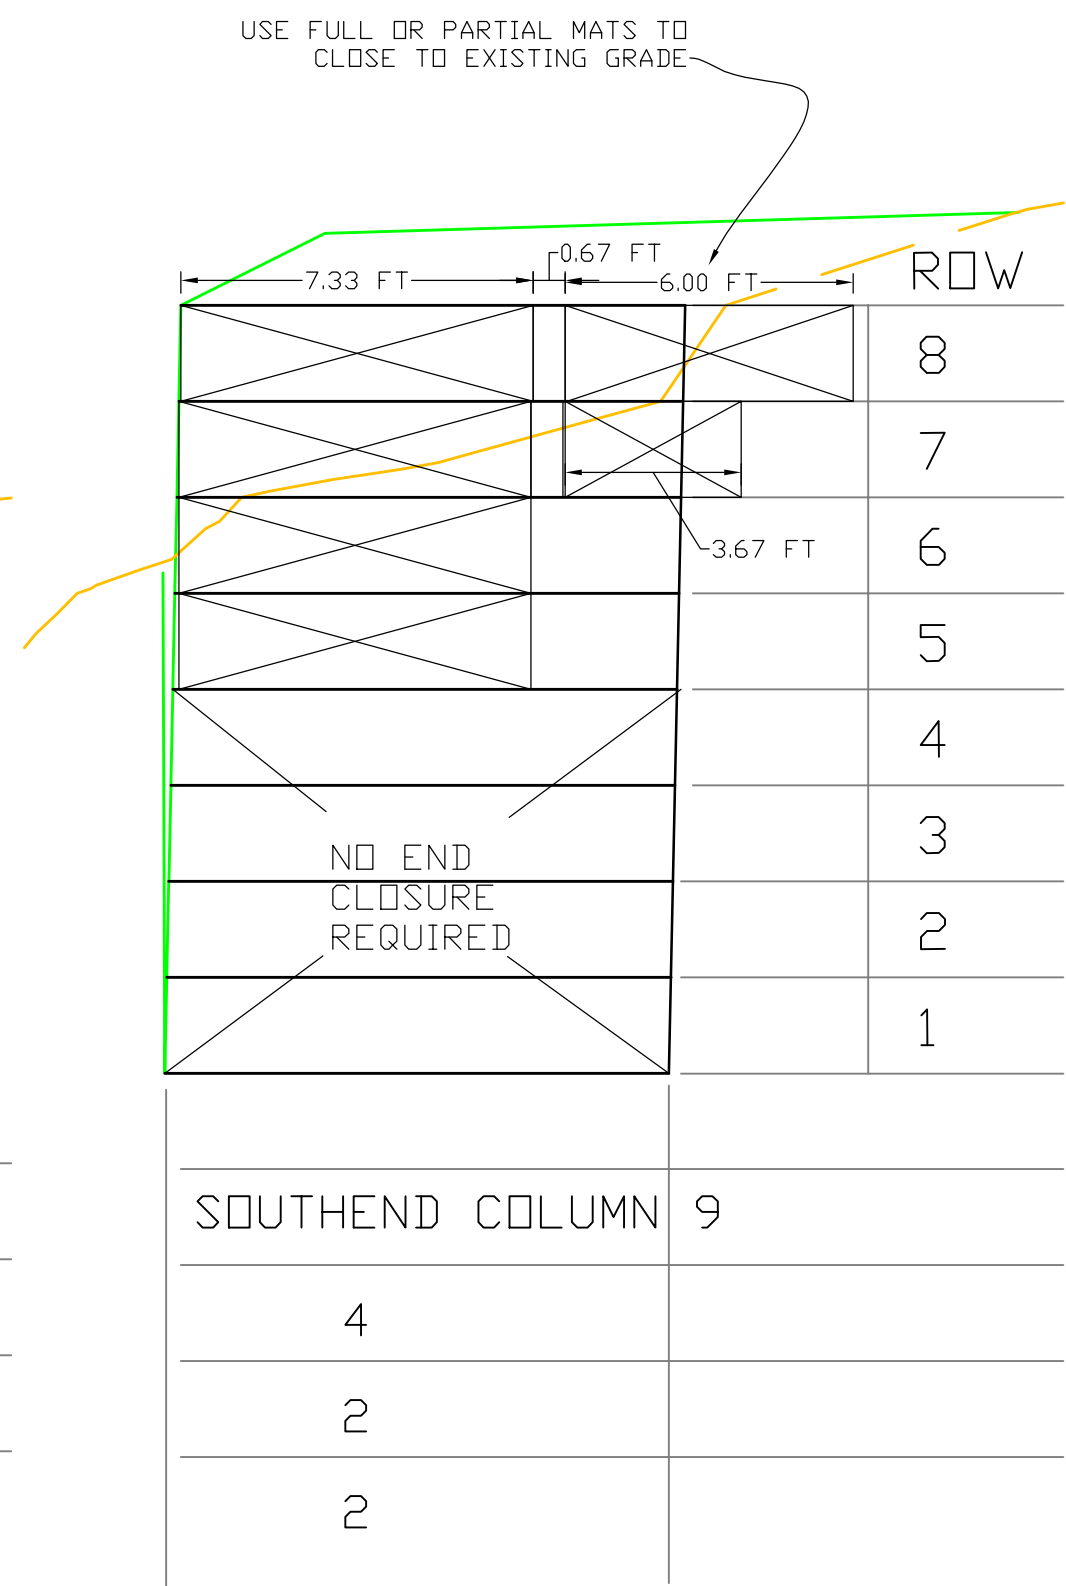 USE FULL OR PARTIAL MATS TO
CLOSE TO EXISTING GRADE
0.67 FT
7.33 FT
6.00 FT
ROW
8
7
3.67 FT
6
5
4
3
NO END
CLOSURE
REQUIRED
2
1
SOUTHEND COLUMN 9
4
2
2